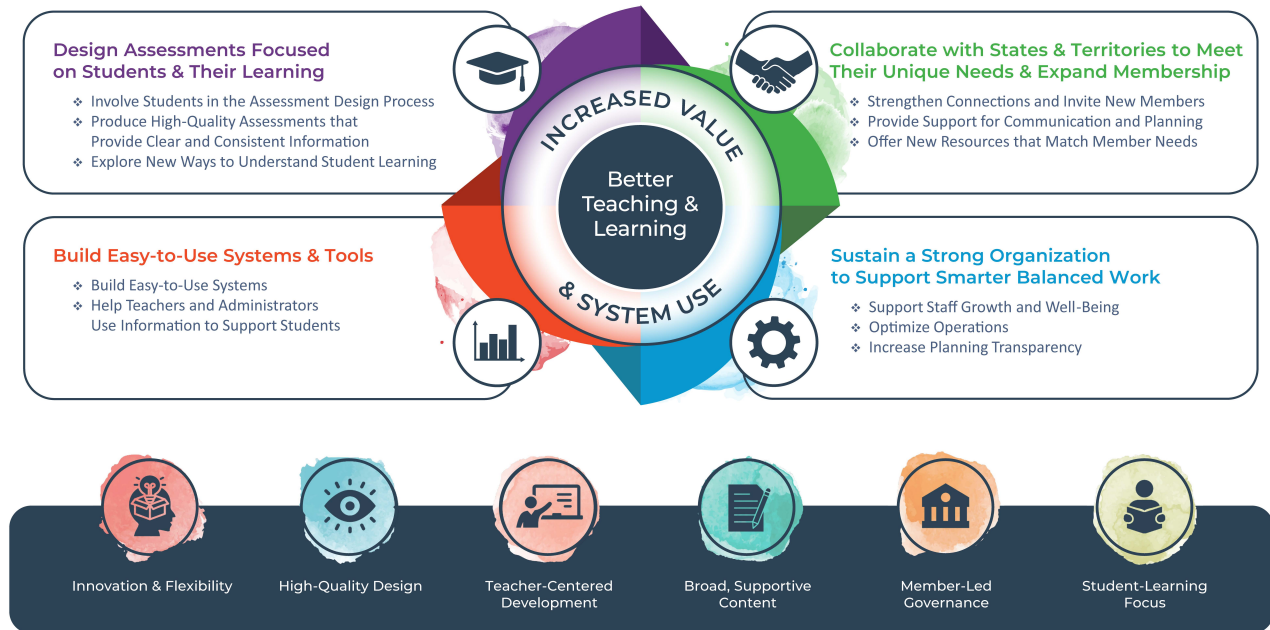 Design Assessments Focused
on Students & Their Learning
❖ Involve Students in the Assessment Design Process
❖ Produce High-Quality Assessments that
Provide Clear and Consistent Information
❖ Explore New Ways to Understand Student Learning
Collaborate with States & Territories to Meet
Their Unique Needs & Expand Membership
❖ Strengthen Connections and Invite New Members
❖ Provide Support for Communication and Planning
❖ Offer New Resources that Match Member Needs
INCREASED VALUE
Better
Teaching &
Learning
& SYSTEM USE
Build Easy-to-Use Systems & Tools
❖ Build Easy-to-Use Systems
❖ Help Teachers and Administrators
Use Information to Support Students
Sustain a Strong Organization
to Support Smarter Balanced Work
❖ Support Staff Growth and Well-Being
❖ Optimize Operations
❖ Increase Planning Transparency
Innovation & Flexibility
High-Quality Design
Teacher-Centered
Development
Broad, Supportive
Content
Member-Led
Governance
Student-Learning
Focus